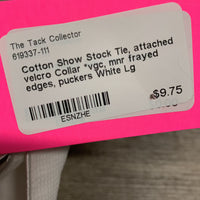 The Tack Collector
619337-111
Cotton Show Stock Tie, attached
velcro Collar *vgc, mnr frayed
edges, puckers White Lg
$9.75
ESNZHE